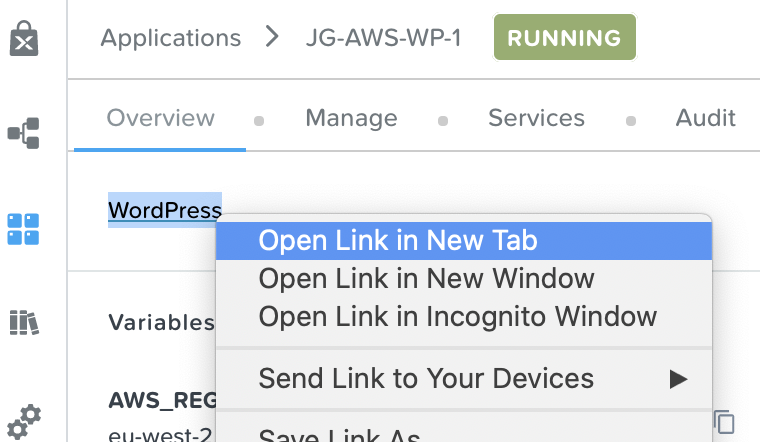 Applications > JG-AWS-WP-1 RUNNING
Overview Manage Services Audit
WordPress
Open Link in New Tab
Open Link in New Window
Open Link in Incognito Window
Variables
Send Link to Your Devices
AWS_REG
eu-west-2
Save Link As